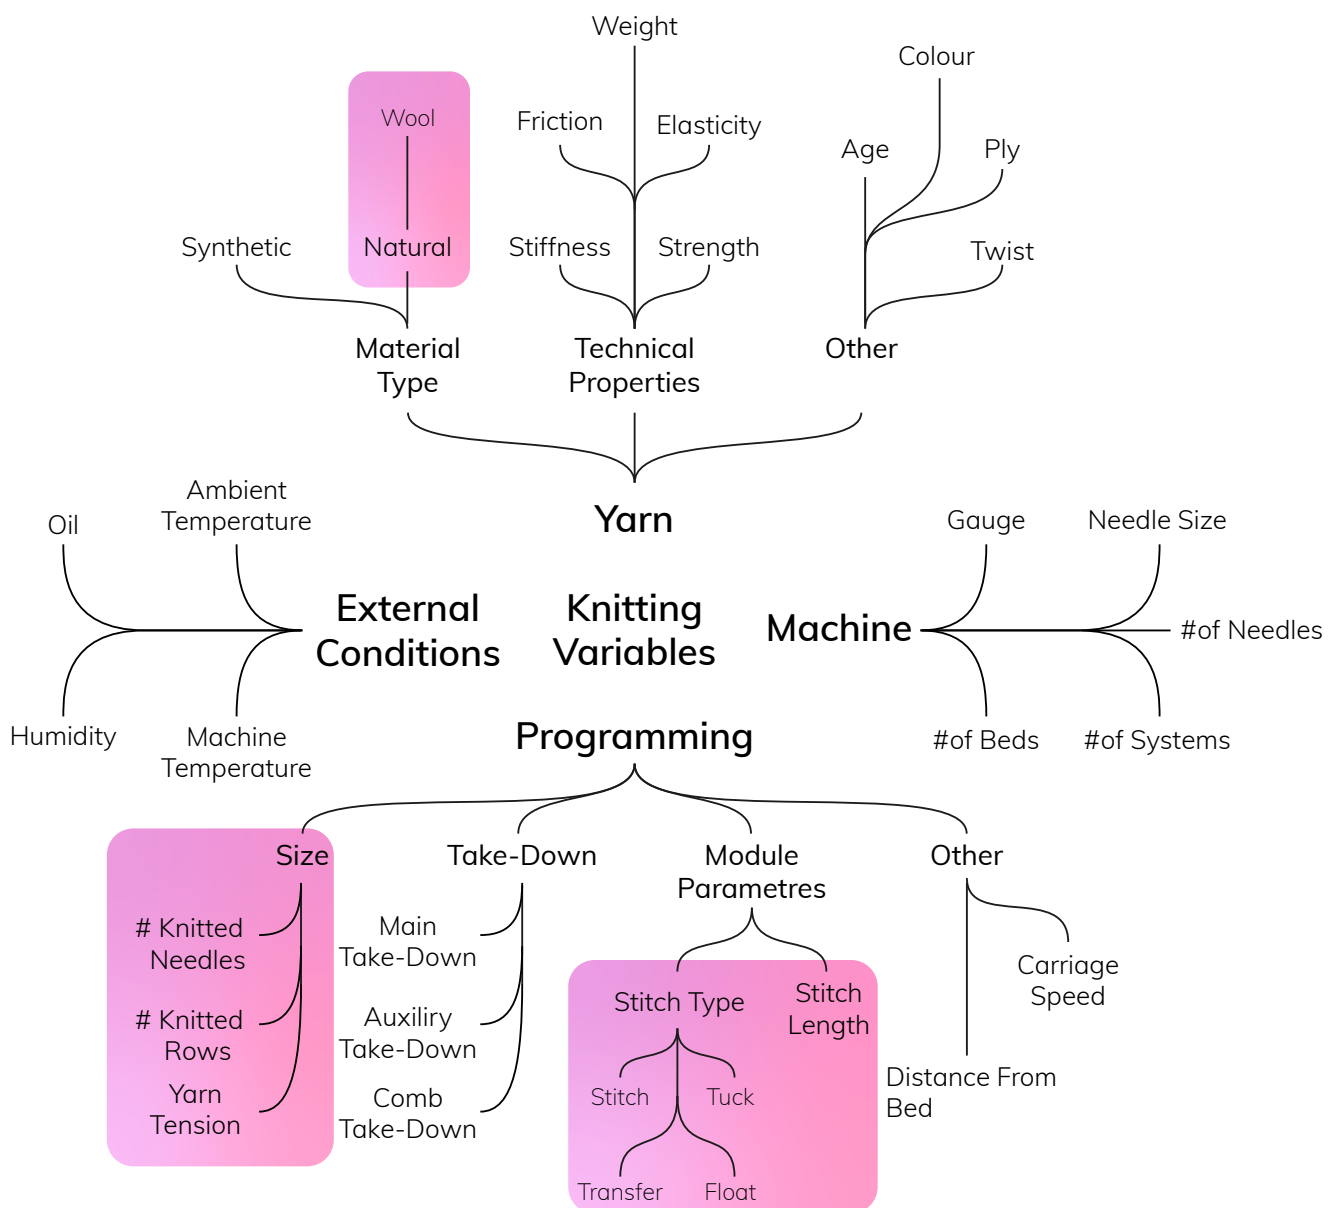 Weight
Colour
Wool
Friction
Elasticity
Age
Ply
Synthetic
Natural
Stiffness
Strength
Twist
Material
Type
Technical
Properties
Other
Yarn
Oil
Ambient
Temperature
Gauge
Needle Size
External
Conditions
Knitting
Variables
Machine
#of Needles
Humidity
Machine
Temperature
Programming
#of Beds
#of Systems
Size
Take-Down
Module
Parametres
Other
# Knitted
Needles
Main
Take-Down
Stitch Type
Stitch
Length
Carriage
Speed
# Knitted
Rows
Auxiliry
Take-Down
Yarn
Tension
Comb
Take-Down
Stitch
Tuck
Distance From
Bed
Transfer
Float